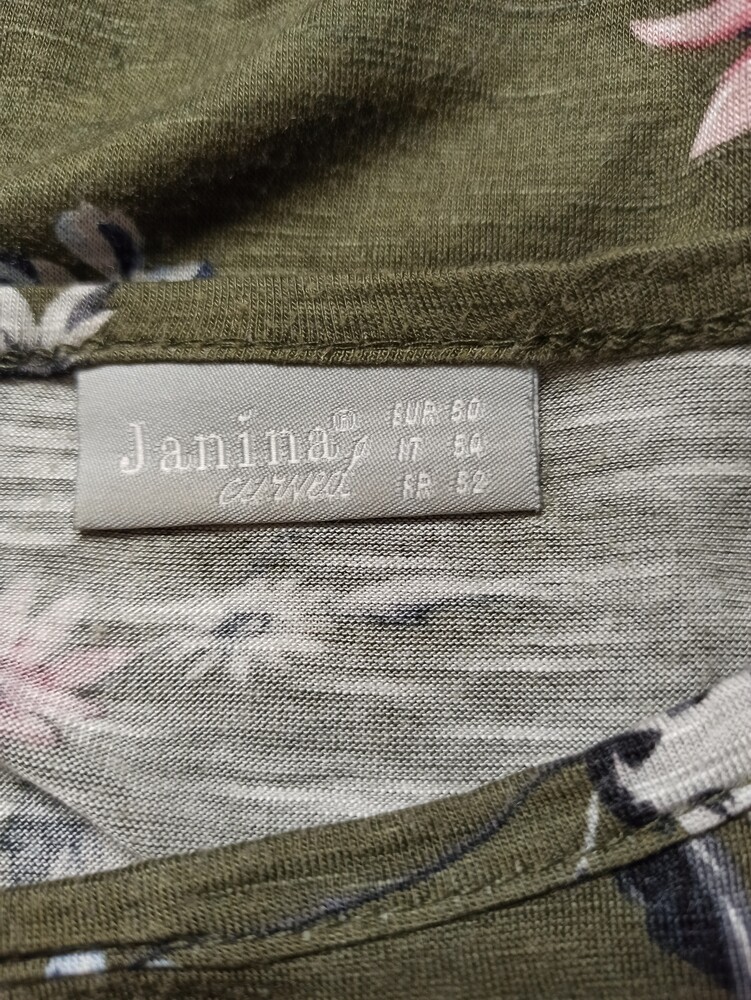 Janina® EUR 50
curved IT 54
FR 52